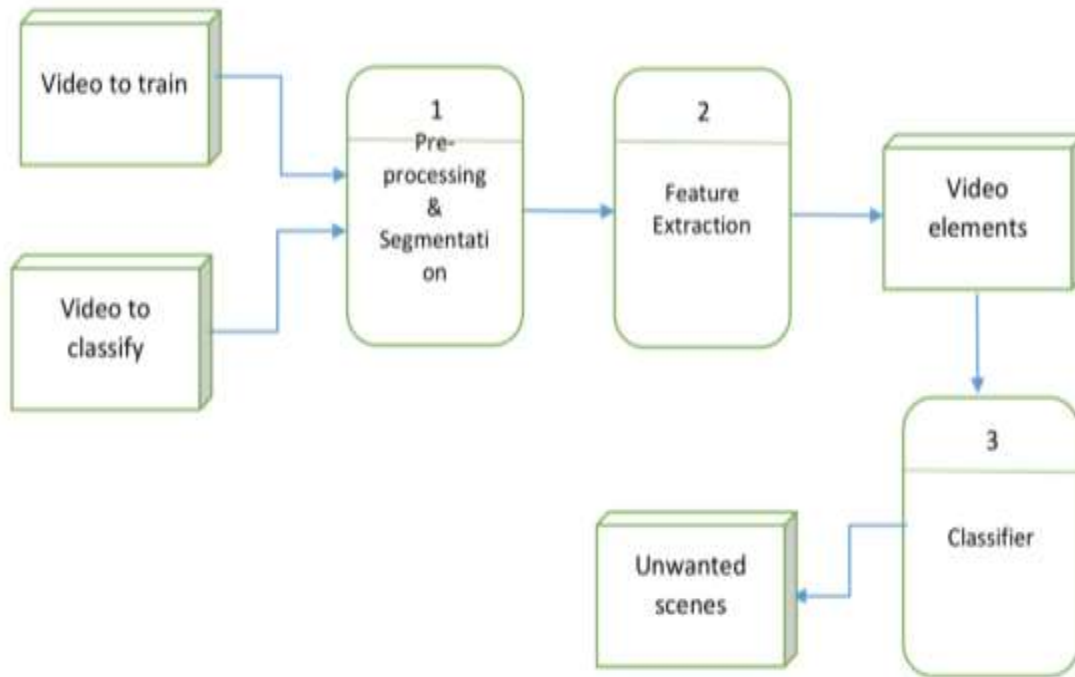 Video to train
1
Pre-
processing
&
Segmentati
on
2
Feature
Extraction
Video
elements
Video to
classify
3
Classifier
Unwanted
scenes